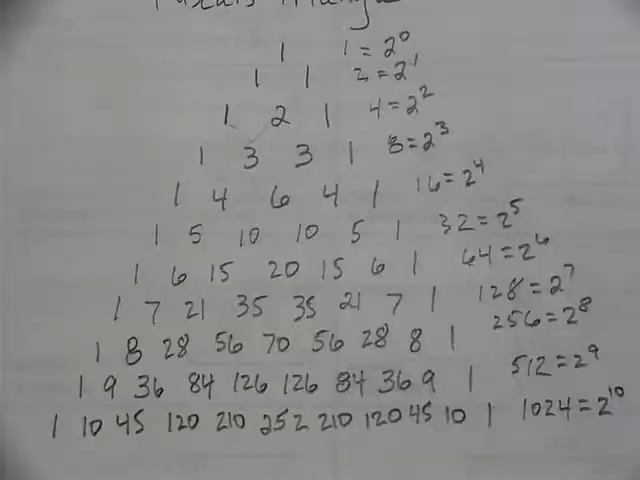 Pascals Triangle
1 1 = 2⁰
1 1 2 = 2¹
1 2 1 4 = 2²
1 3 3 1 8 = 2³
1 4 6 4 1 16 = 2⁴
1 5 10 10 5 1 32 = 2⁵
1 6 15 20 15 6 1 64 = 2⁶
1 7 21 35 35 21 7 1 128 = 2⁷
1 8 28 56 70 56 28 8 1 256 = 2⁸
1 9 36 84 126 126 84 36 9 1 512 = 2⁹
1 10 45 120 210 252 210 120 45 10 1 1024 = 2¹⁰